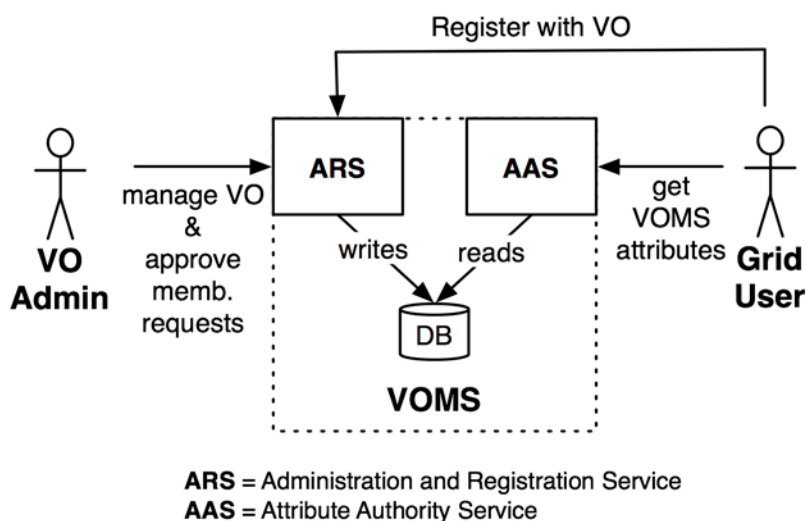 Register with VO
ARS
AAS
manage VO
&
approve
memb.
requests
get
VOMS
attributes
VO
Admin
Grid
User
writes
reads
DB
VOMS
ARS = Administration and Registration Service
AAS = Attribute Authority Service